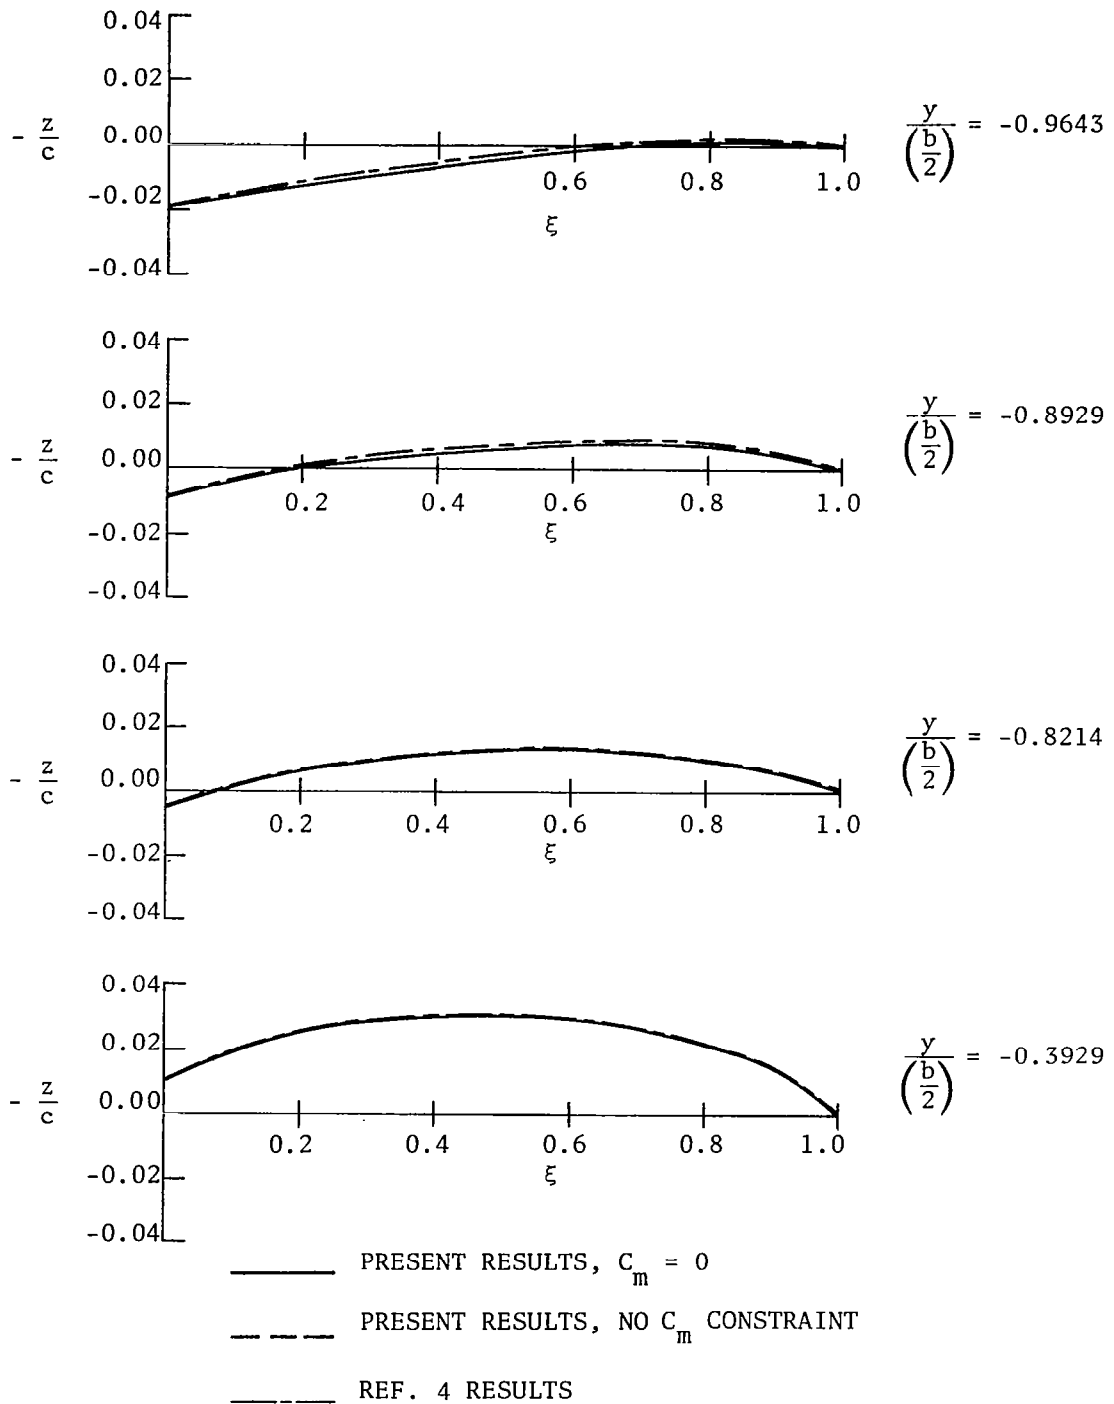 0.04
0.02
- z/c 0.00
-0.02
-0.04
0.6 0.8 1.0
ξ
y/(b/2) = -0.9643
0.04
0.02
- z/c 0.00
-0.02
-0.04
0.2 0.4 0.6 0.8 1.0
ξ
y/(b/2) = -0.8929
0.04
0.02
- z/c 0.00
-0.02
-0.04
0.2 0.4 0.6 0.8 1.0
ξ
y/(b/2) = -0.8214
0.04
0.02
- z/c 0.00
-0.02
-0.04
0.2 0.4 0.6 0.8 1.0
ξ
y/(b/2) = -0.3929
PRESENT RESULTS, C_m = 0
PRESENT RESULTS, NO C_m CONSTRAINT
REF. 4 RESULTS